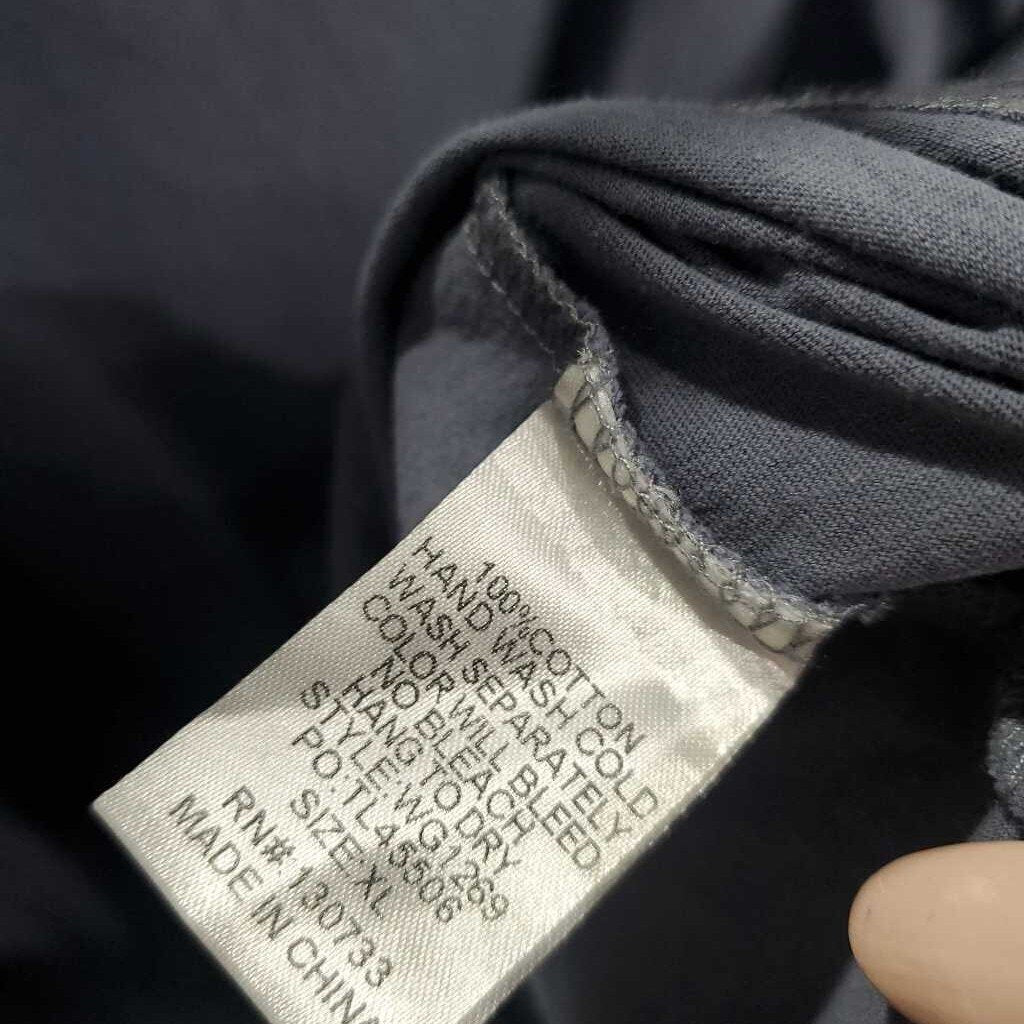 100%COTTON
HAND WASH COLD
WASH SEPARATELY
COLOR WILL BLEED
NO BLEACH
HANG TO DRY
STYLE:WG1269
PO:TL45506
SIZE:XL
RN# 130733
MADE IN CHINA